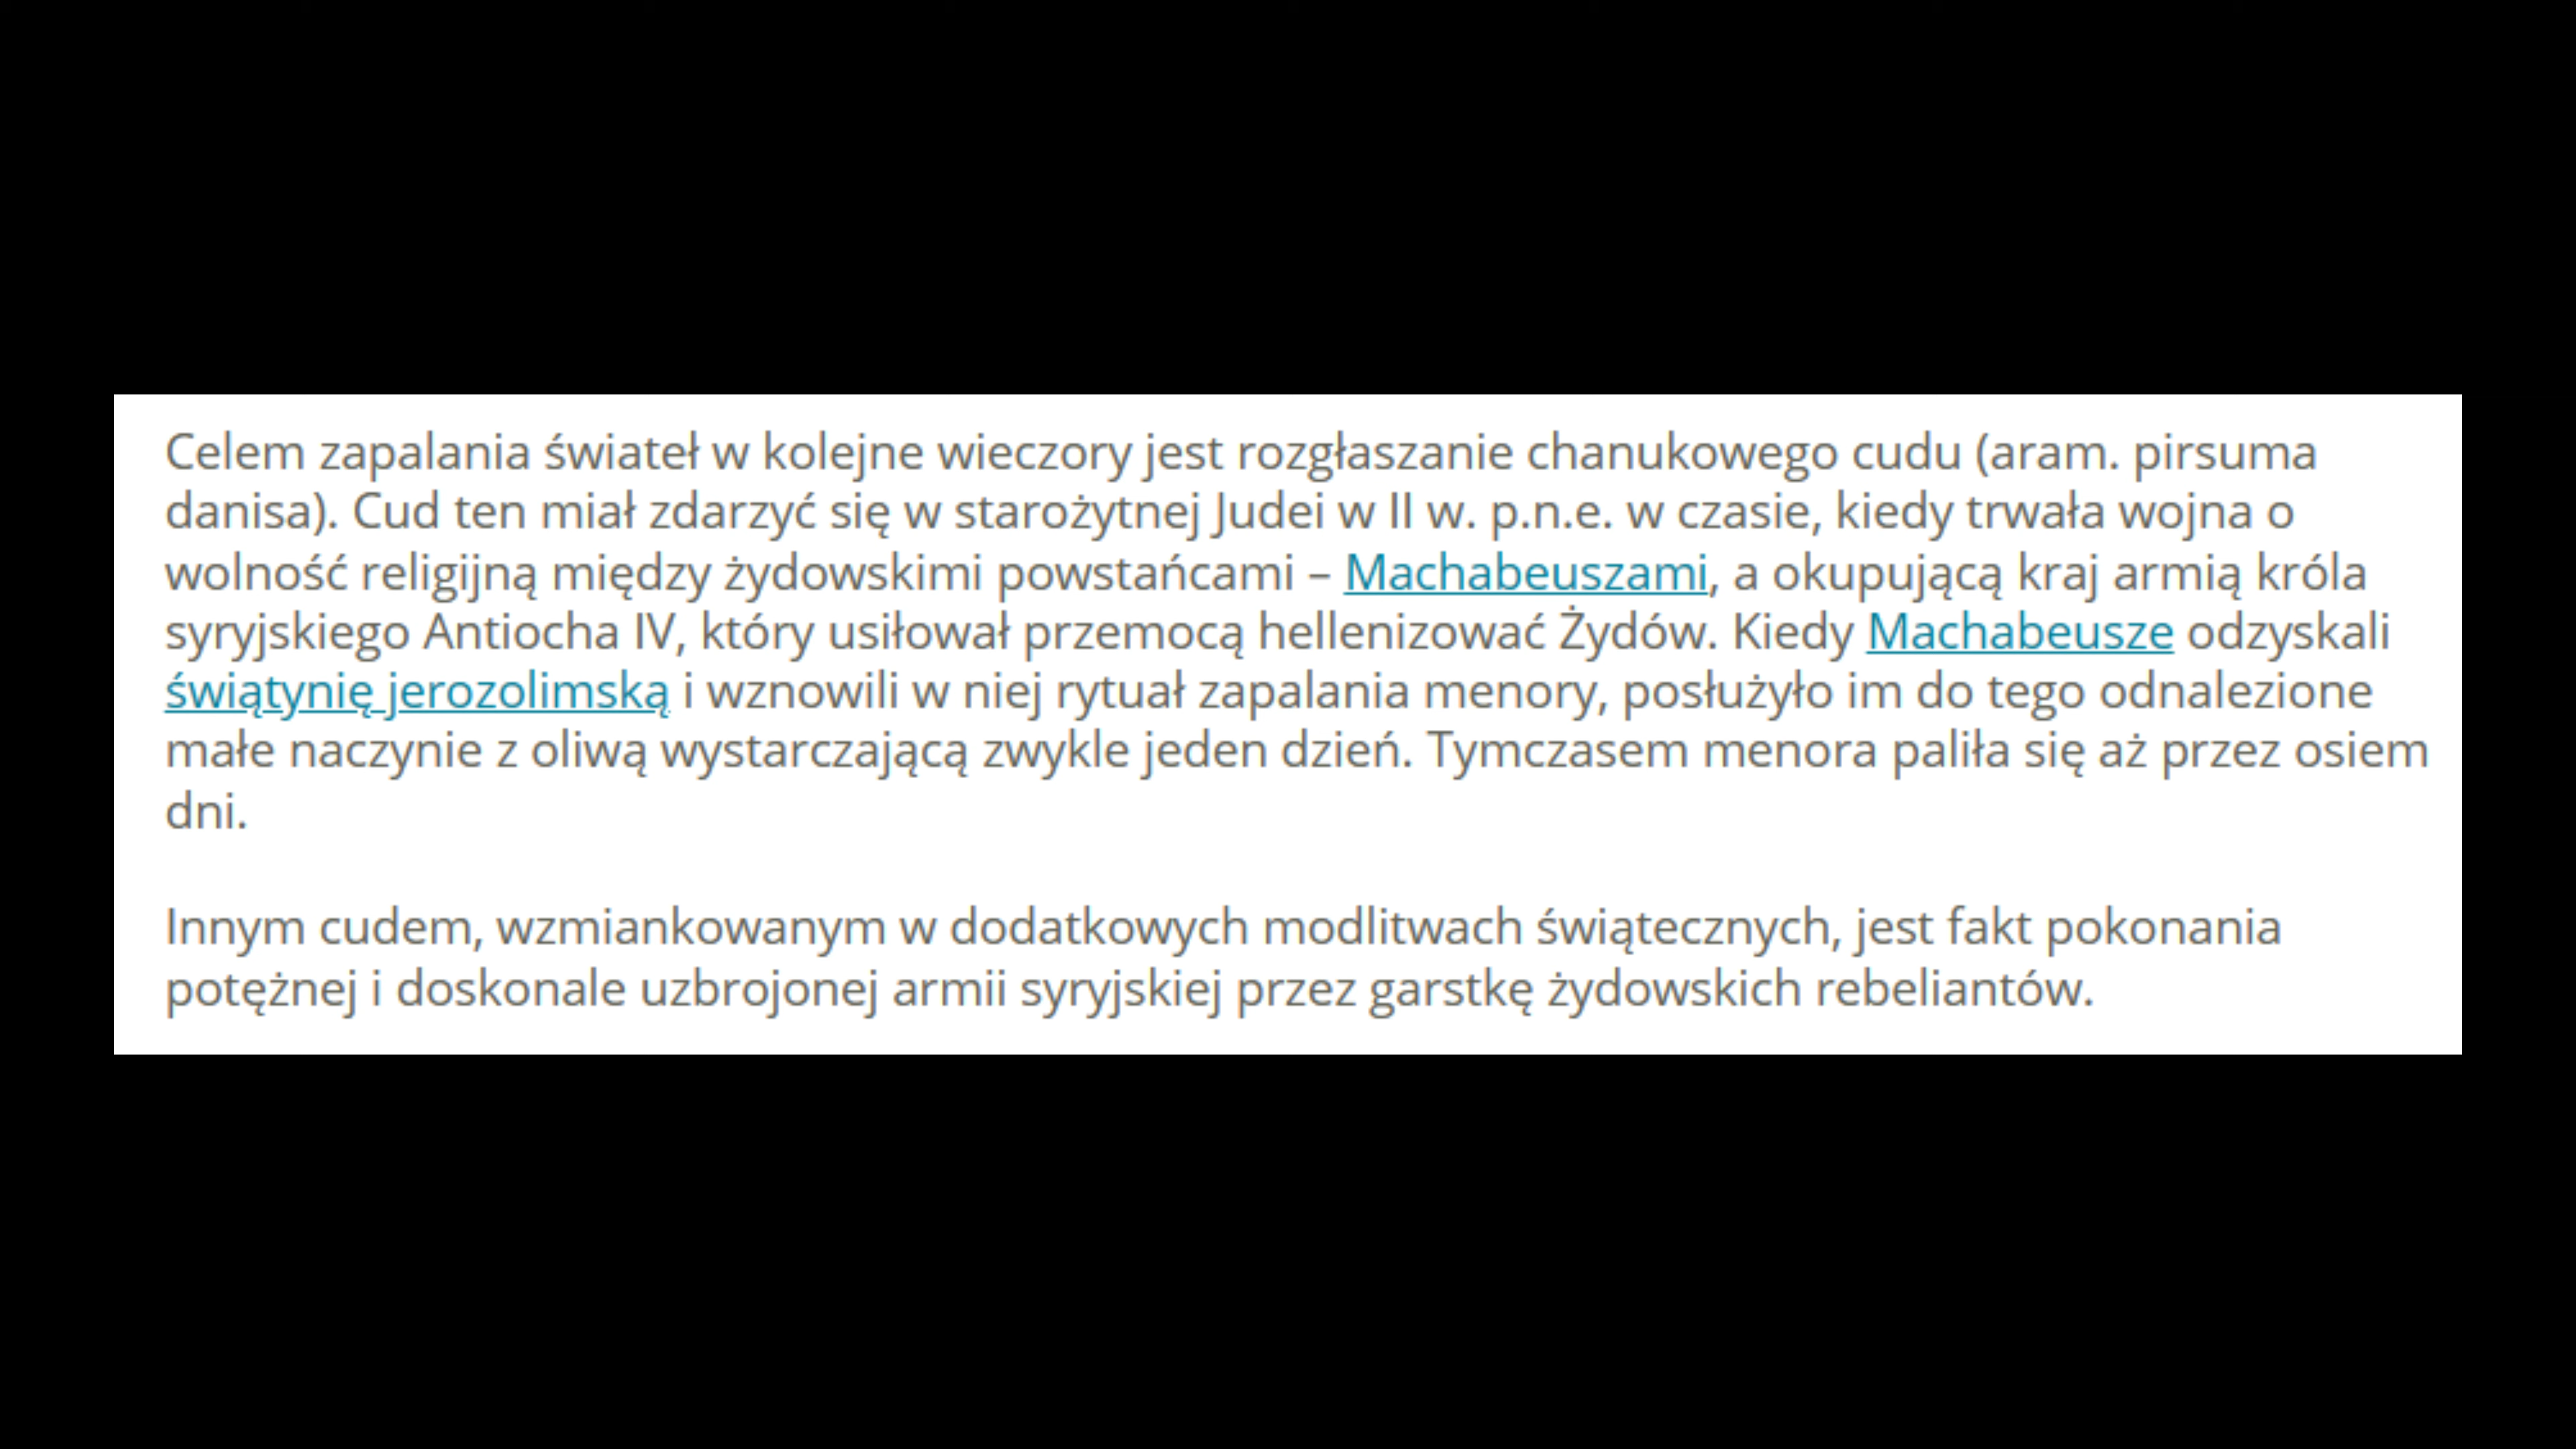 Celem zapalania świateł w kolejne wieczory jest rozgłaszanie chanukowego cudu (aram. pirsuma
danisa). Cud ten miał zdarzyć się w starożytnej Judei w II w. p.n.e. w czasie, kiedy trwała wojna o
wolność religijną między żydowskimi powstańcami – Machabeuszami, a okupującą kraj armią króla
syryjskiego Antiocha IV, który usiłował przemocą hellenizować Żydów. Kiedy Machabeusze odzyskali
świątynię jerozolimską i wznowili w niej rytuał zapalania menory, posłużyło im do tego odnalezione
małe naczynie z oliwą wystarczającą zwykle jeden dzień. Tymczasem menora paliła się aż przez osiem
dni.
Innym cudem, wzmiankowanym w dodatkowych modlitwach świątecznych, jest fakt pokonania
potężnej i doskonale uzbrojonej armii syryjskiej przez garstkę żydowskich rebeliantów.